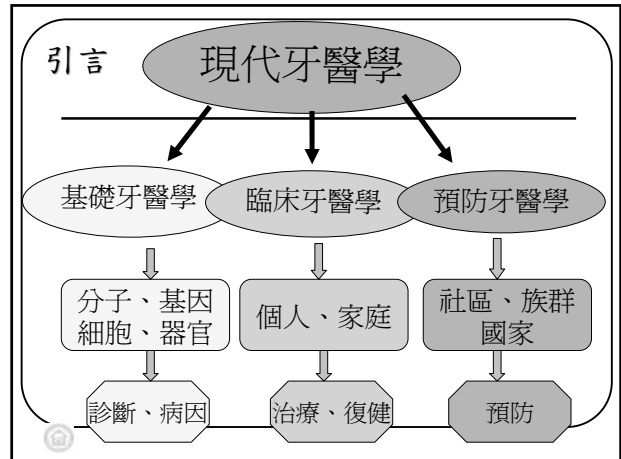 引言
現代牙醫學
基礎牙醫學
臨床牙醫學
預防牙醫學
分子、基因
細胞、器官
個人、家庭
社區、族群
國家
診斷、病因
治療、復健
預防